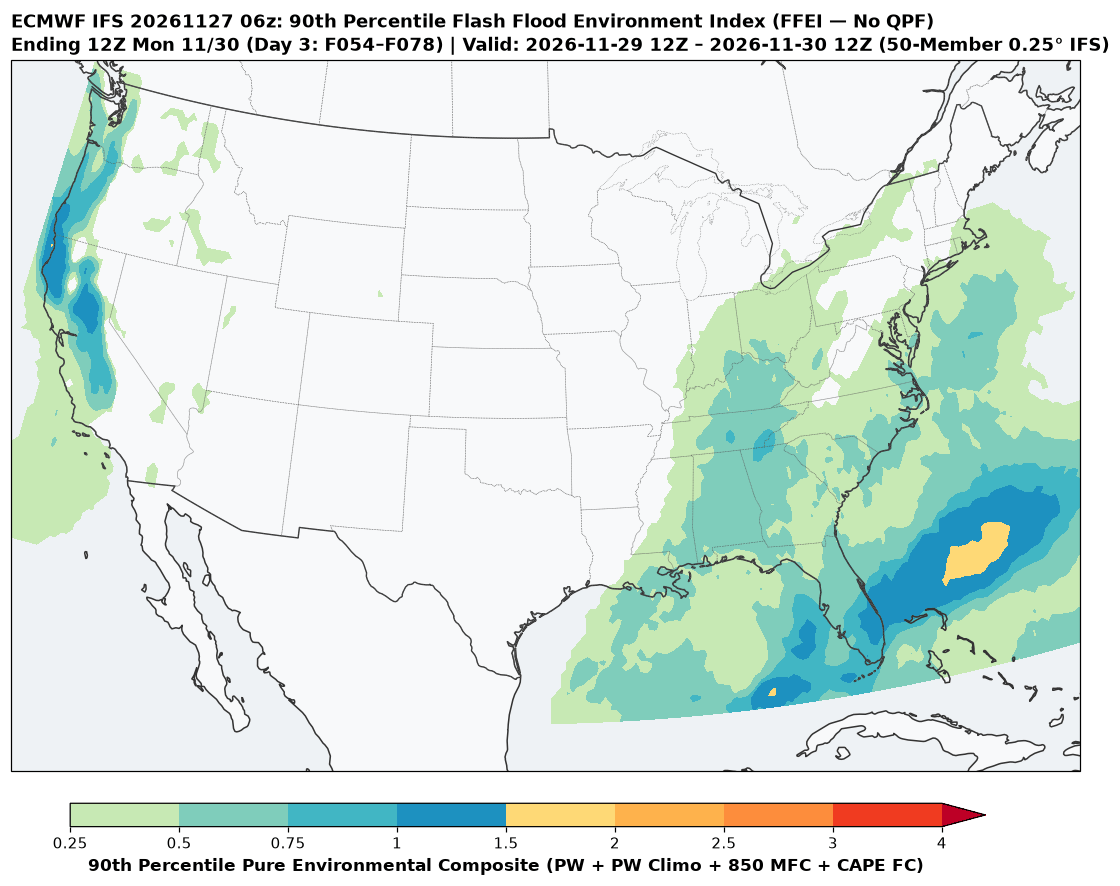 ECMWF IFS 20261127 06z: 90th Percentile Flash Flood Environment Index (FFEI — No QPF)
Ending 12Z Mon 11/30 (Day 3: F054–F078) | Valid: 2026-11-29 12Z – 2026-11-30 12Z (50-Member 0.25° IFS)
0.25 0.5 0.75 1 1.5 2 2.5 3 4
90th Percentile Pure Environmental Composite (PW + PW Climo + 850 MFC + CAPE FC)